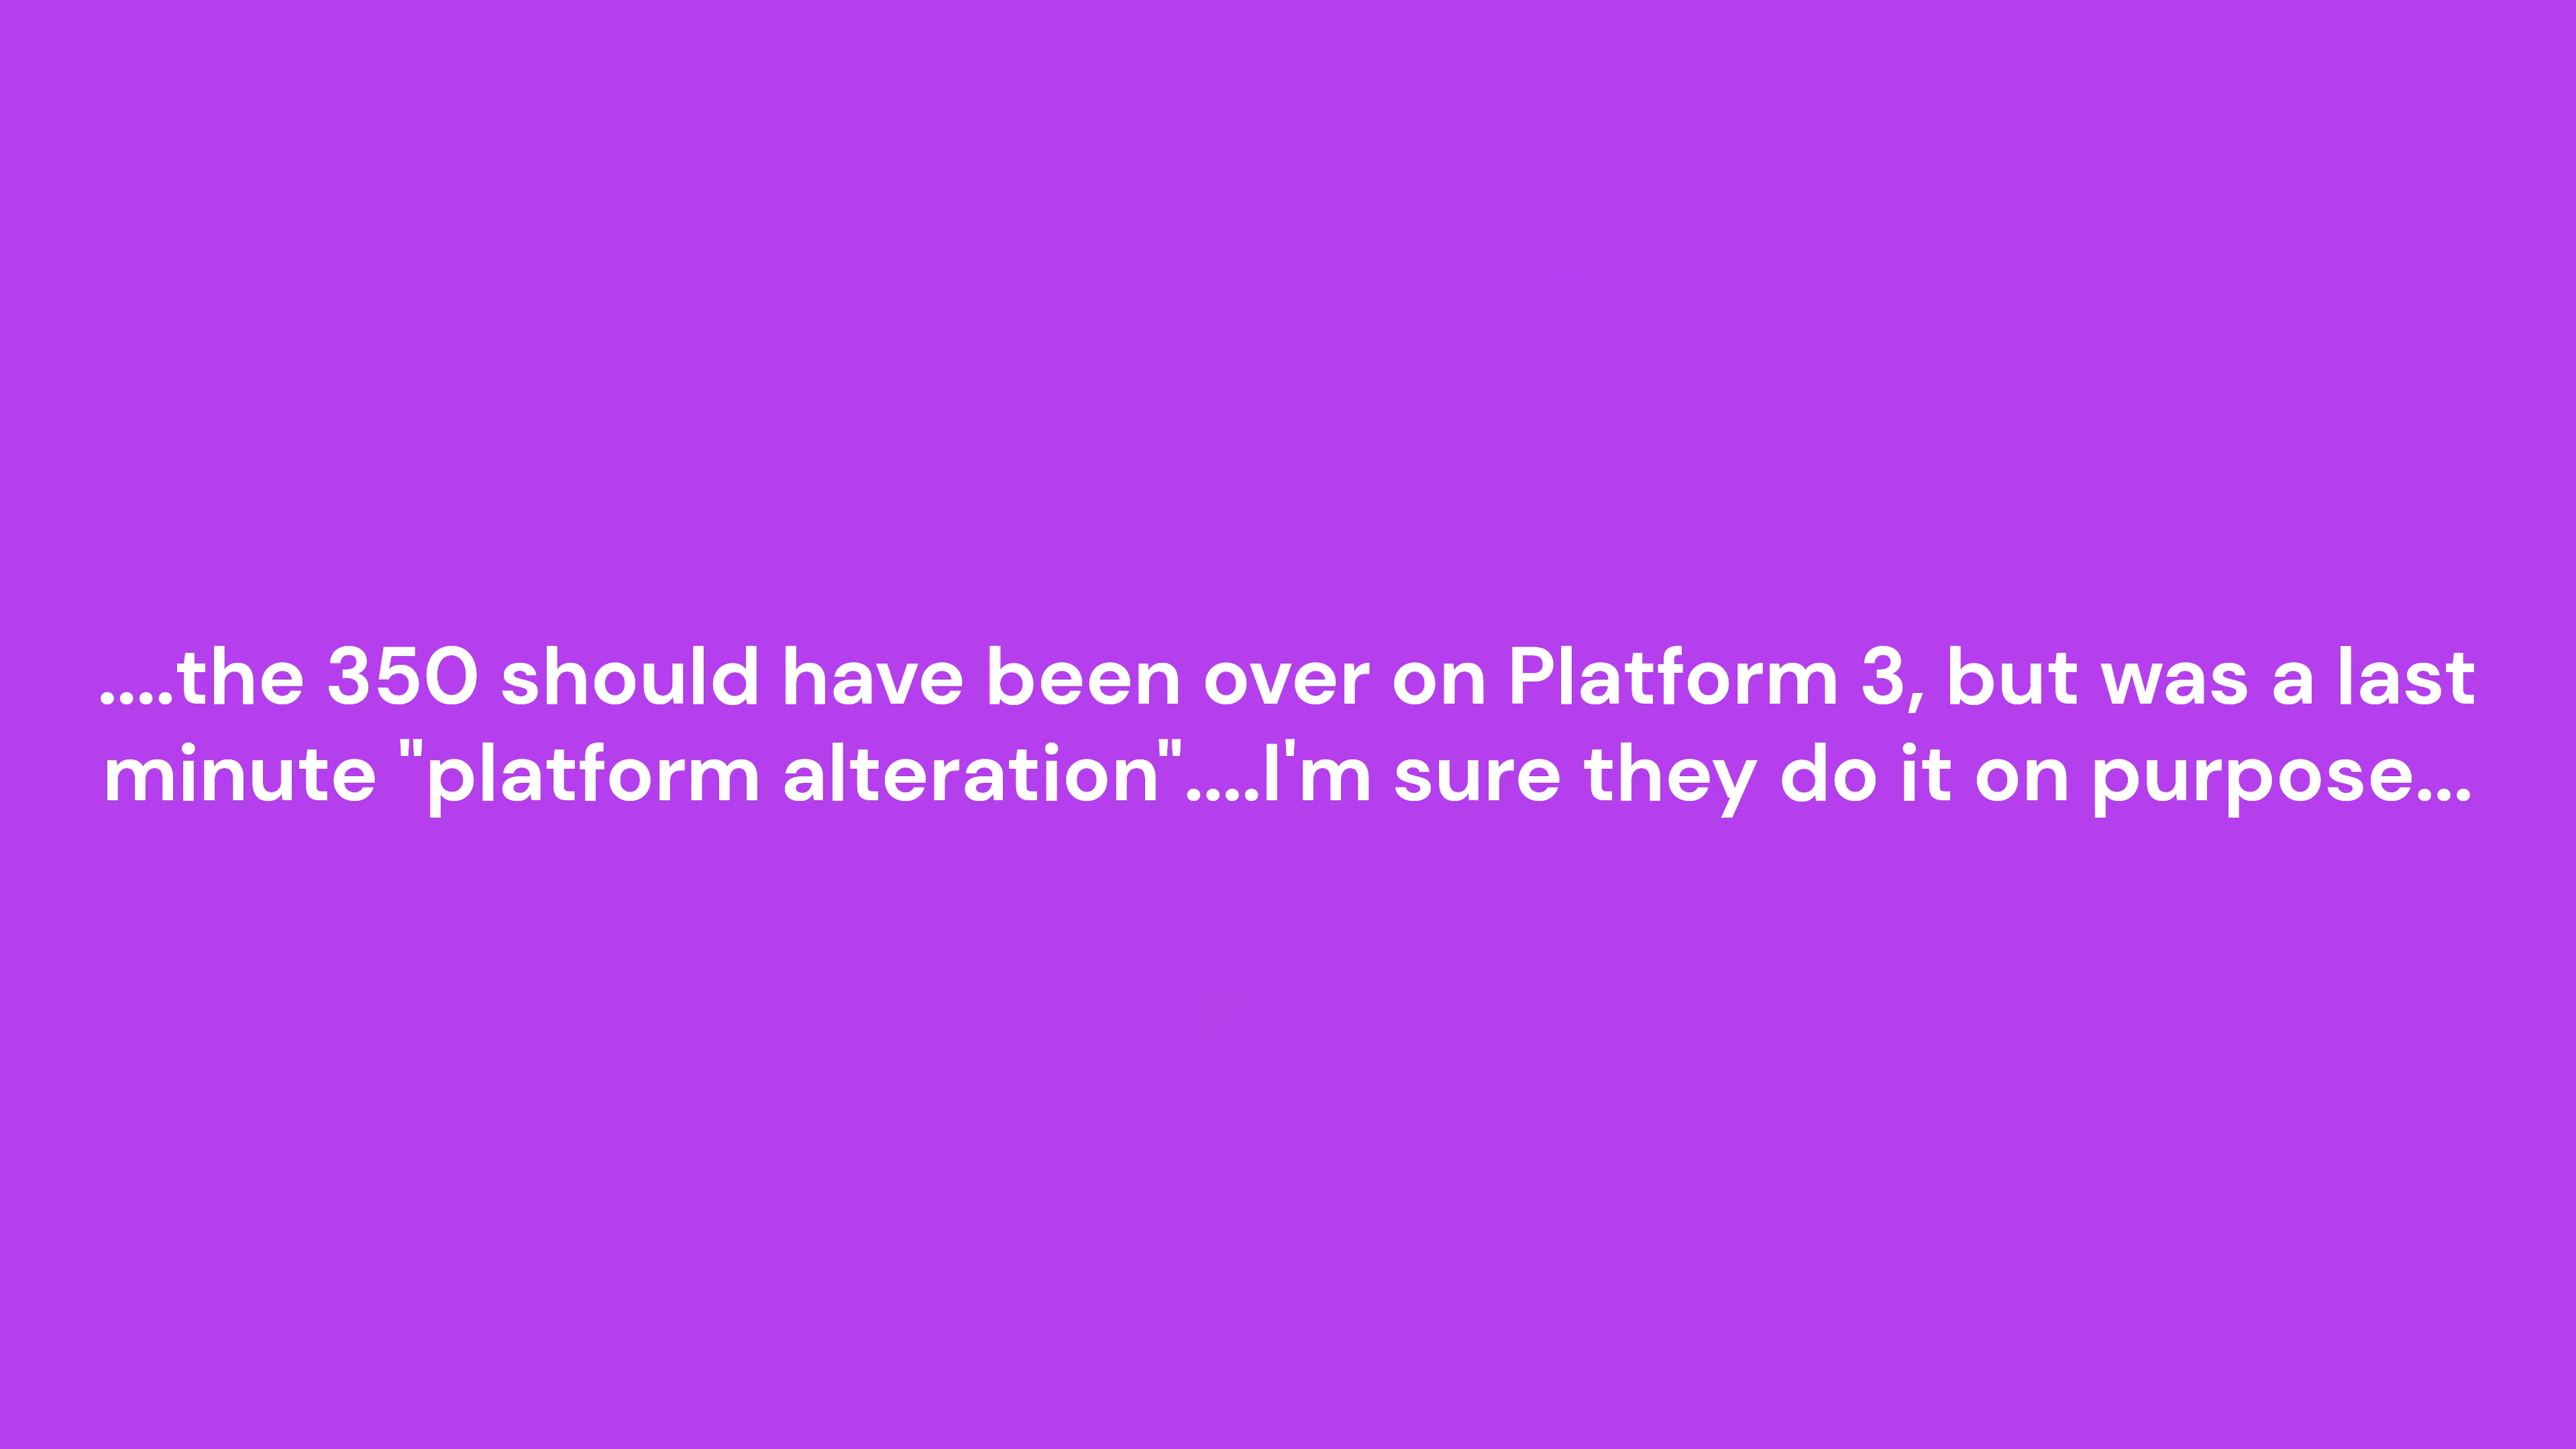 ....the 350 should have been over on Platform 3, but was a last
minute "platform alteration"....I'm sure they do it on purpose...